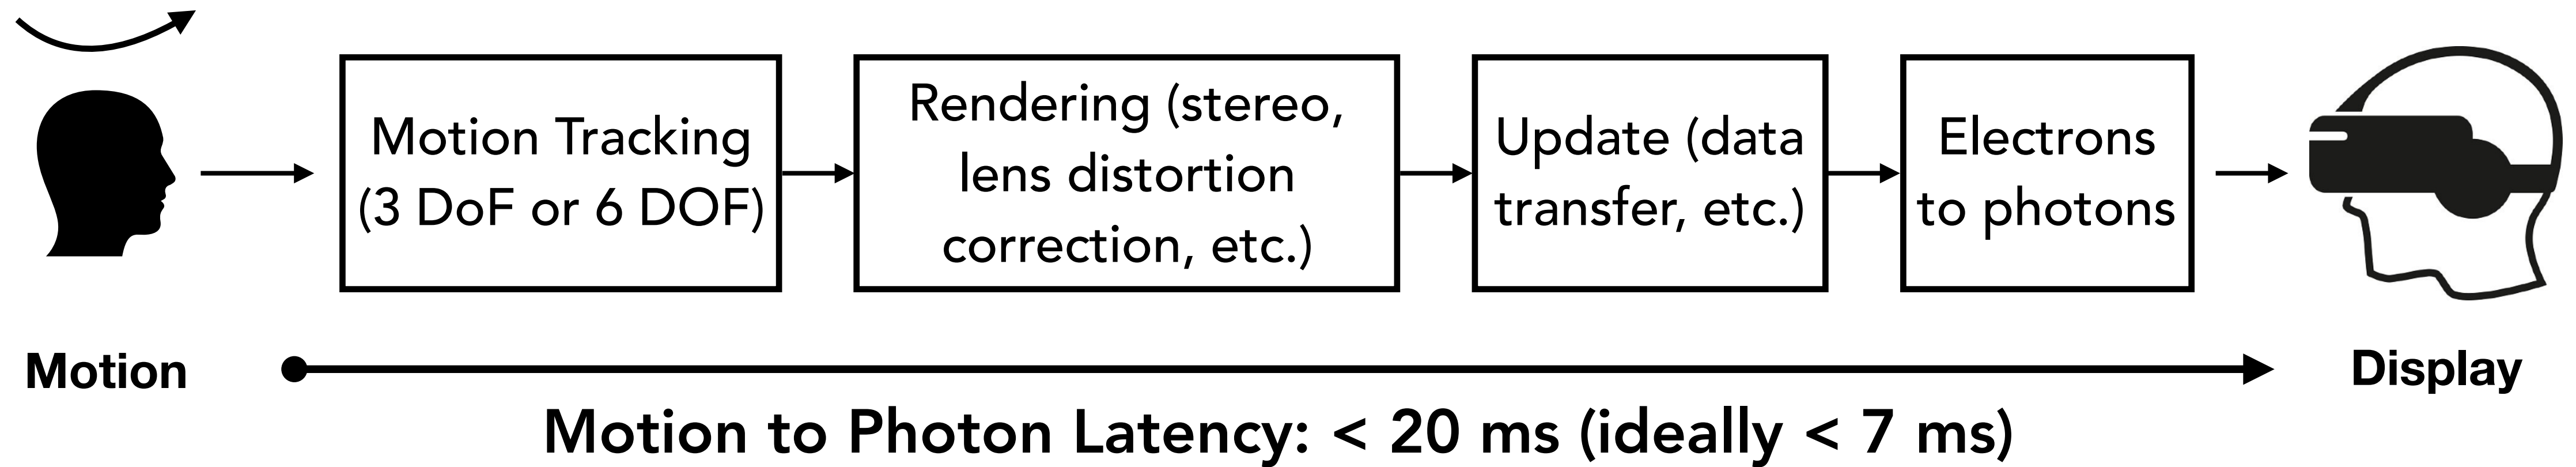 Motion Tracking
(3 DoF or 6 DOF)
Rendering (stereo,
lens distortion
correction, etc.)
Update (data
transfer, etc.)
Electrons
to photons
Motion
Display
Motion to Photon Latency: < 20 ms (ideally < 7 ms)